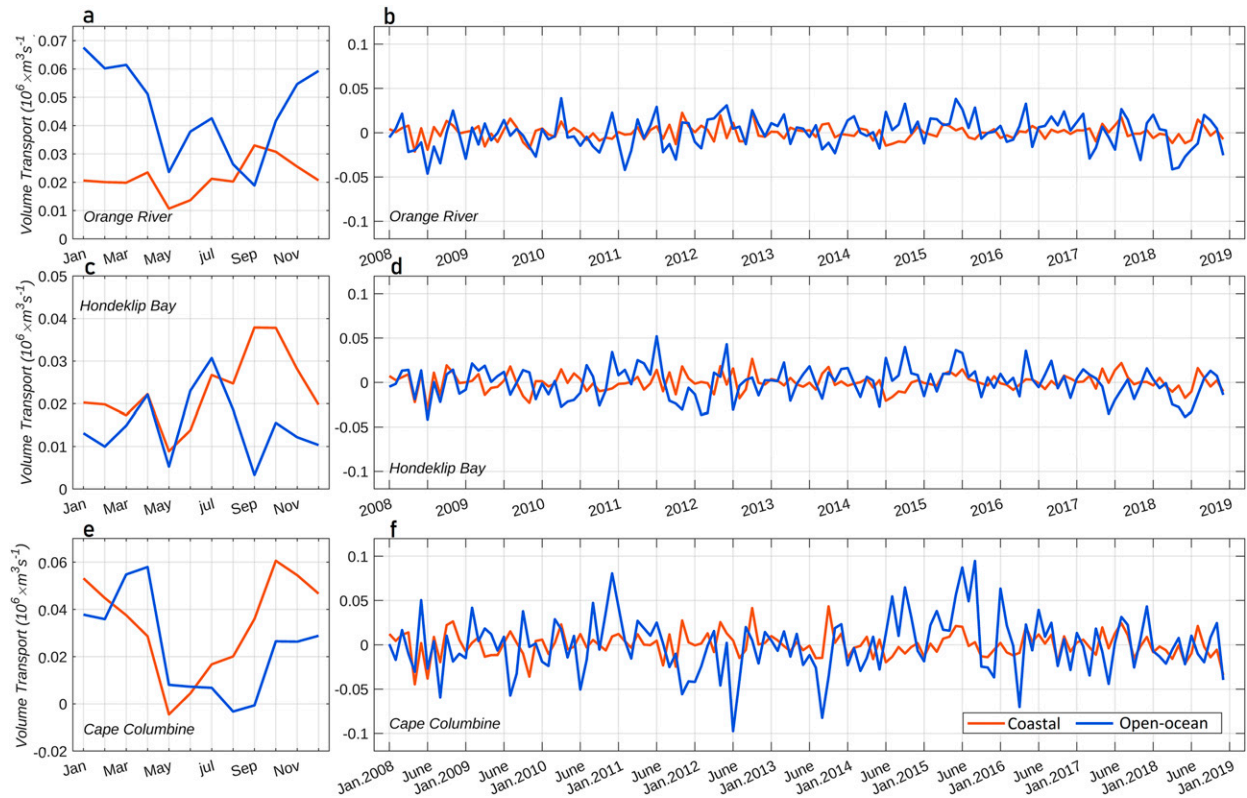 a
b
Volume Transport (10⁶ ×m³s⁻¹)
0.07
0.06
0.05
0.04
0.03
0.02
0.01
0
Orange River
Jan Mar May jul Sep Nov
0.1
0.05
0
-0.05
-0.1
Orange River
2008 2009 2010 2011 2012 2013 2014 2015 2016 2017 2018 2019
c
d
Volume Transport (10⁶ ×m³s⁻¹)
0.05
0.04
0.03
0.02
0.01
0
Hondeklip Bay
Jan Mar May jul Sep Nov
0.1
0.05
0
-0.05
-0.1
Hondeklip Bay
2008 2009 2010 2011 2012 2013 2014 2015 2016 2017 2018 2019
e
f
Volume Transport (10⁶ ×m³s⁻¹)
0.06
0.04
0.02
0
-0.02
Cape Columbine
Jan Mar May jul Sep Nov
0.1
0.05
0
-0.05
-0.1
Cape Columbine
Coastal Open-ocean
Jan.2008 June Jan.2009 June Jan.2010 June Jan.2011 June Jan.2012 June Jan.2013 June Jan.2014 June Jan.2015 June Jan.2016 June Jan.2017 June Jan.2018 June Jan.2019